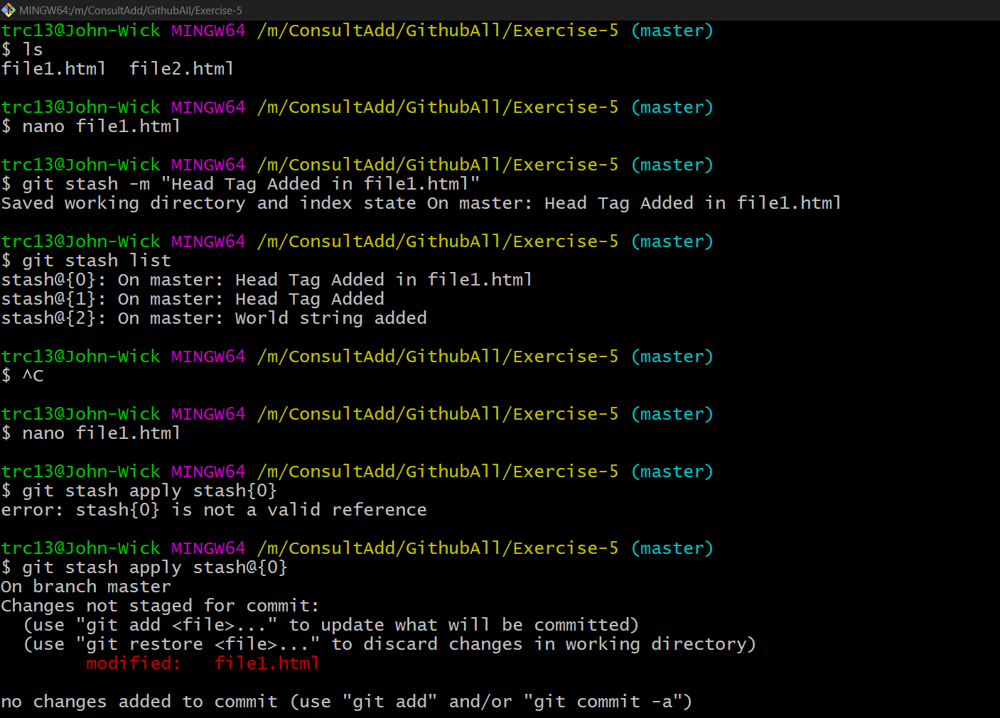 MINGW64:/m/ConsultAdd/GithubAll/Exercise-5
trc13@John-Wick MINGW64 /m/ConsultAdd/GithubAll/Exercise-5 (master)
$ ls
file1.html  file2.html
trc13@John-Wick MINGW64 /m/ConsultAdd/GithubAll/Exercise-5 (master)
$ nano file1.html
trc13@John-Wick MINGW64 /m/ConsultAdd/GithubAll/Exercise-5 (master)
$ git stash -m "Head Tag Added in file1.html"
Saved working directory and index state On master: Head Tag Added in file1.html
trc13@John-Wick MINGW64 /m/ConsultAdd/GithubAll/Exercise-5 (master)
$ git stash list
stash@{0}: On master: Head Tag Added in file1.html
stash@{1}: On master: Head Tag Added
stash@{2}: On master: World string added
trc13@John-Wick MINGW64 /m/ConsultAdd/GithubAll/Exercise-5 (master)
$ ^C
trc13@John-Wick MINGW64 /m/ConsultAdd/GithubAll/Exercise-5 (master)
$ nano file1.html
trc13@John-Wick MINGW64 /m/ConsultAdd/GithubAll/Exercise-5 (master)
$ git stash apply stash{0}
error: stash{0} is not a valid reference
trc13@John-Wick MINGW64 /m/ConsultAdd/GithubAll/Exercise-5 (master)
$ git stash apply stash@{0}
On branch master
Changes not staged for commit:
  (use "git add <file>..." to update what will be committed)
  (use "git restore <file>..." to discard changes in working directory)
        modified:   file1.html
no changes added to commit (use "git add" and/or "git commit -a")